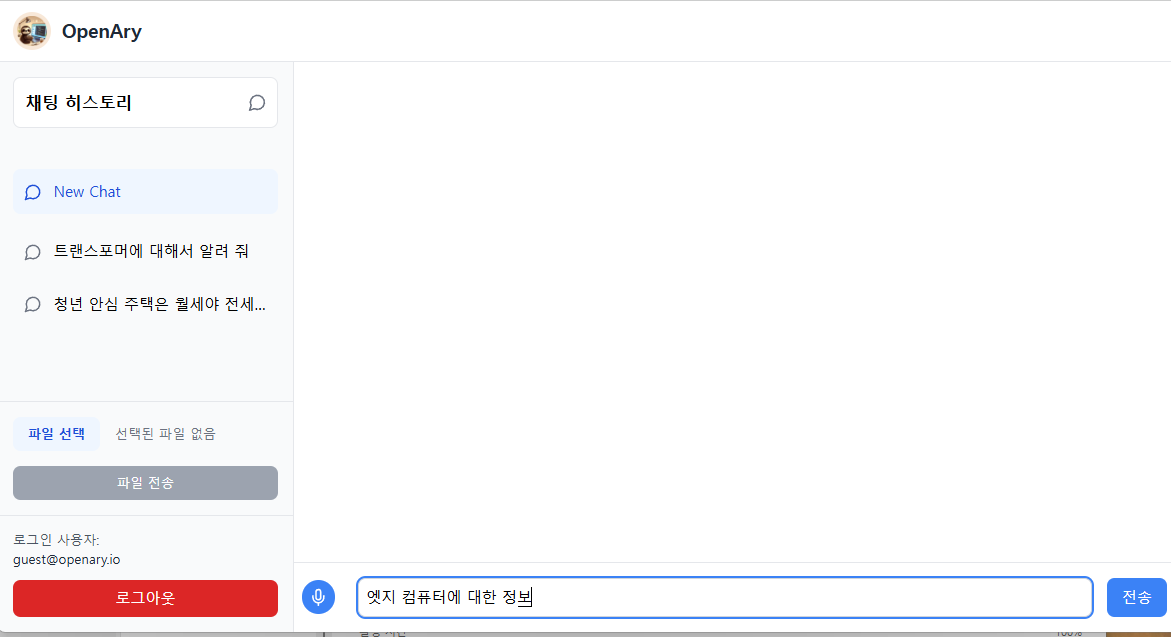 OpenAry
채팅 히스토리
New Chat
트랜스포머에 대해서 알려 줘
청년 안심 주택은 월세야 전세...
파일 선택 선택된 파일 없음
파일 전송
로그인 사용자:
guest@openary.io
로그아웃
엣지 컴퓨터에 대한 정보
전송
100%